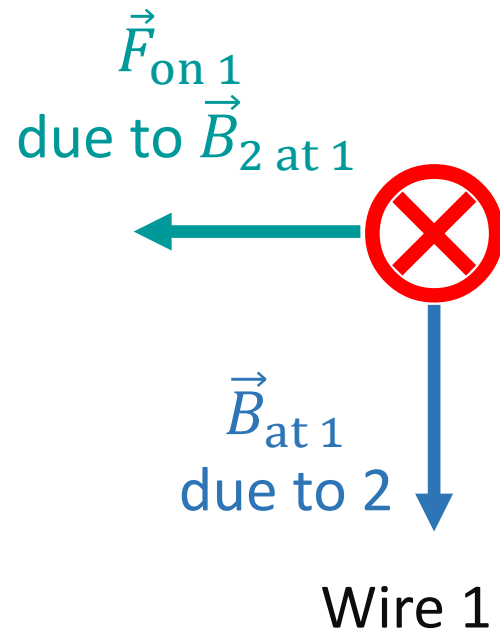 F⃗on 1
due to B⃗2 at 1
B⃗at 1
due to 2
Wire 1